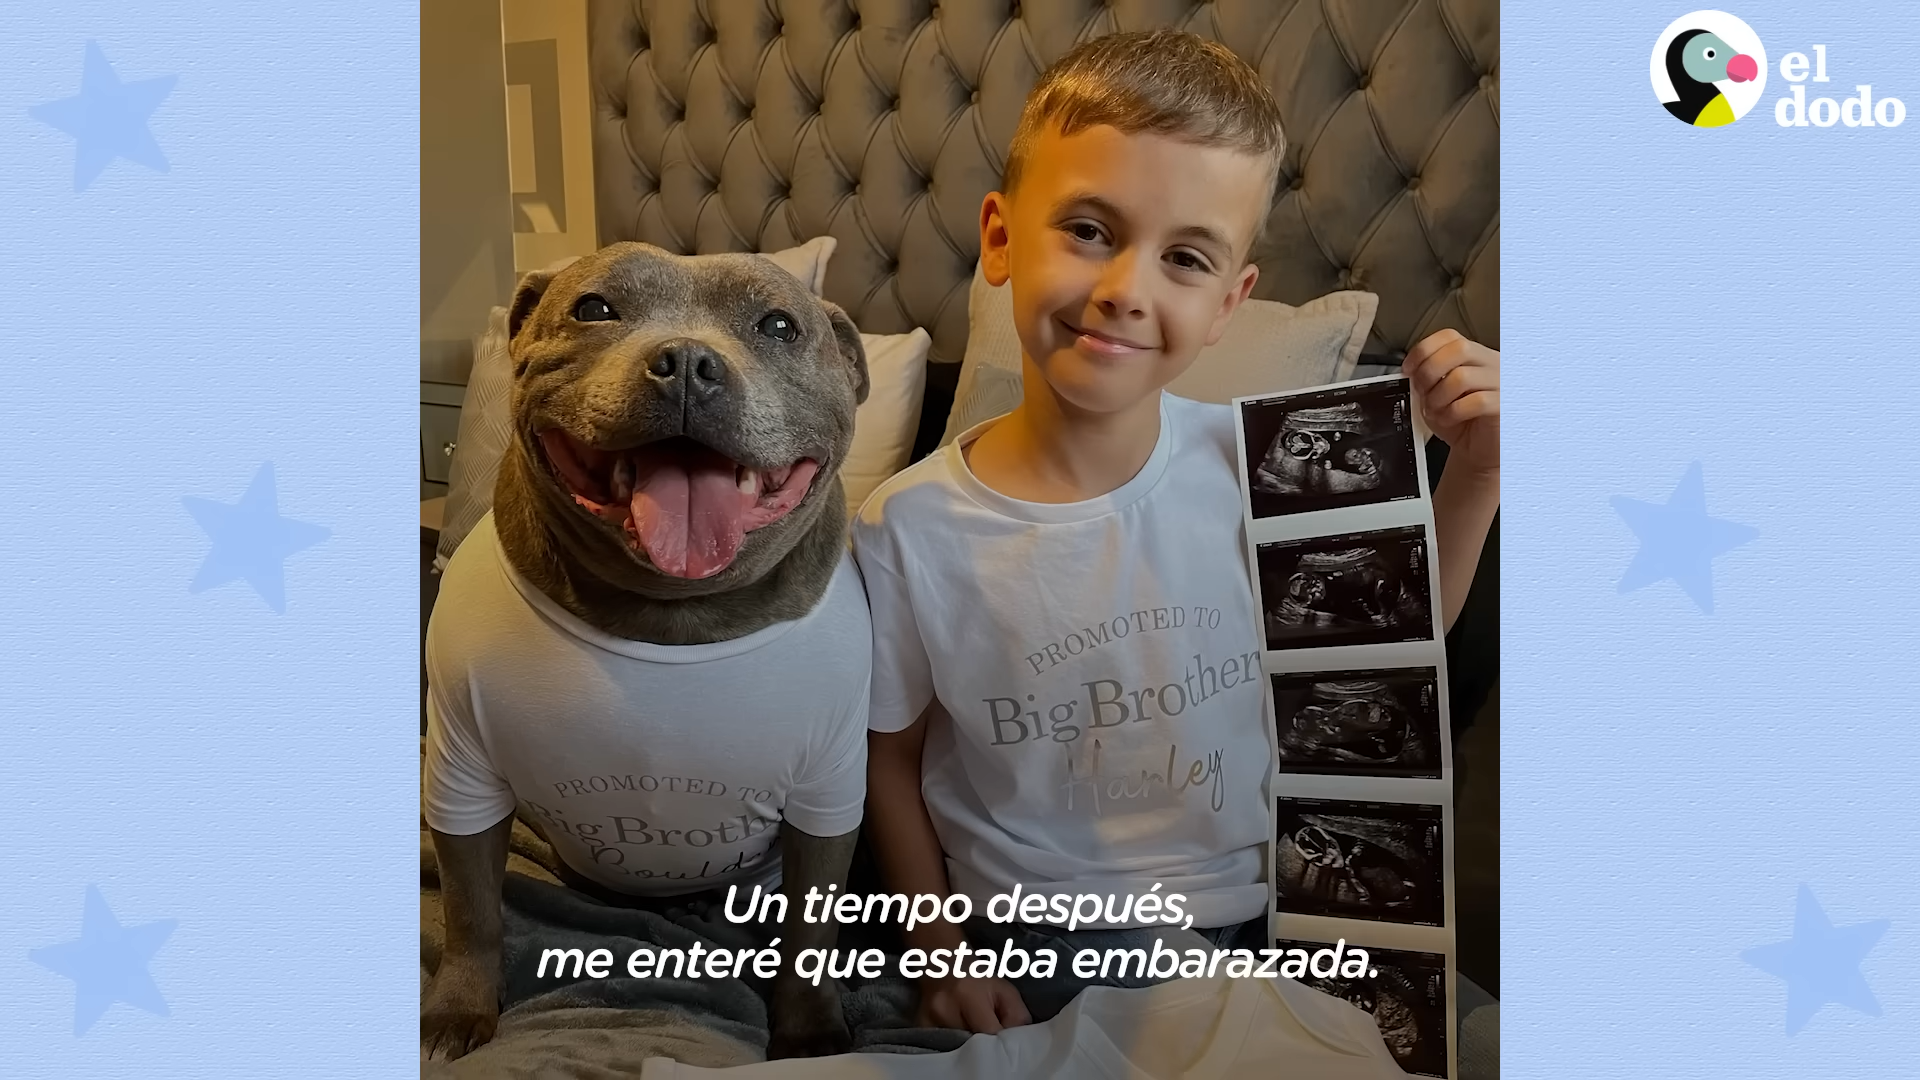 el
dodo
PROMOTED TO
Big Brother
Harley
PROMOTED TO
Big Broth
Un tiempo después,
me enteré que estaba embarazada.